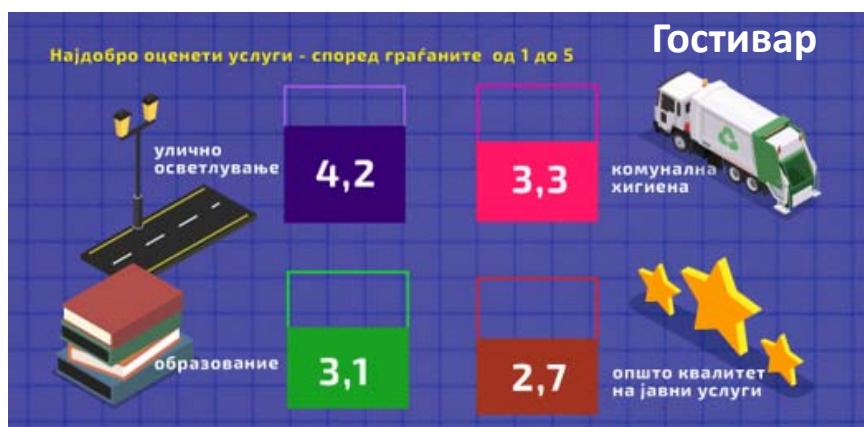 Гостивар
Најдобро оценети услуги - според граѓаните од 1 до 5
улично
осветлување
4,2
3,3
комунална
хигиена
образование
3,1
2,7
општо квалитет
на јавни услуги